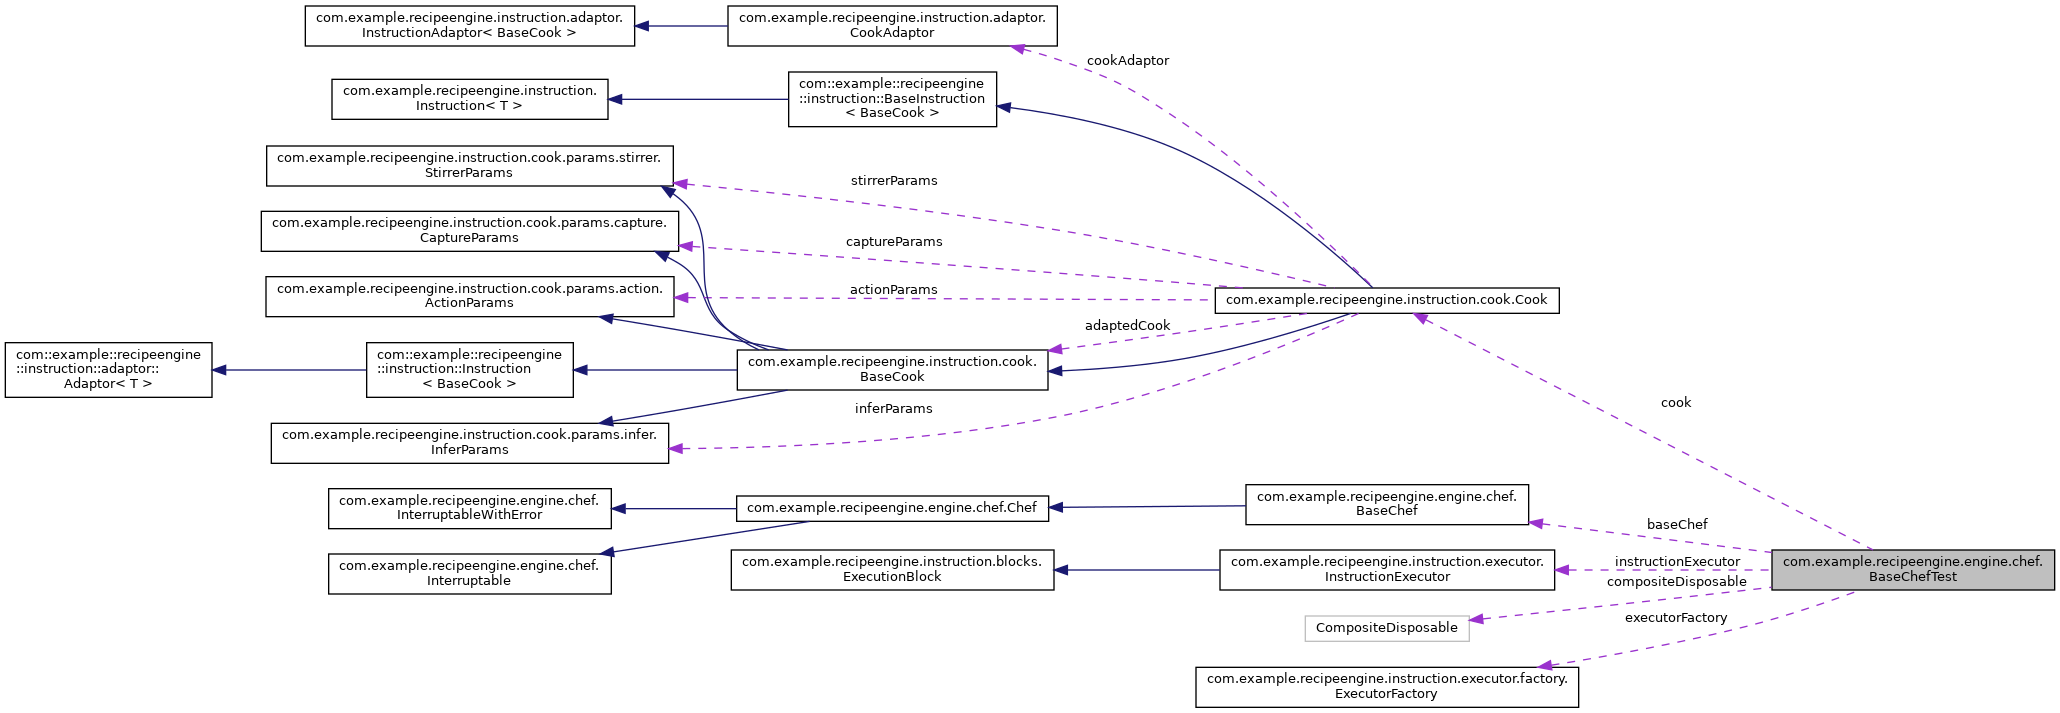 com.example.recipeengine.instruction.adaptor.
InstructionAdaptor< BaseCook >
com.example.recipeengine.instruction.adaptor.
CookAdaptor
cookAdaptor
com.example.recipeengine.instruction.
Instruction< T >
com::example::recipeengine
::instruction::BaseInstruction
< BaseCook >
com.example.recipeengine.instruction.cook.params.stirrer.
StirrerParams
stirrerParams
com.example.recipeengine.instruction.cook.params.capture.
CaptureParams
captureParams
com.example.recipeengine.instruction.cook.params.action.
ActionParams
actionParams
com.example.recipeengine.instruction.cook.Cook
adaptedCook
com::example::recipeengine
::instruction::adaptor::
Adaptor< T >
com::example::recipeengine
::instruction::Instruction
< BaseCook >
com.example.recipeengine.instruction.cook.
BaseCook
inferParams
cook
com.example.recipeengine.instruction.cook.params.infer.
InferParams
com.example.recipeengine.engine.chef.
InterruptableWithError
com.example.recipeengine.engine.chef.Chef
com.example.recipeengine.engine.chef.
BaseChef
baseChef
com.example.recipeengine.engine.chef.
Interruptable
com.example.recipeengine.instruction.blocks.
ExecutionBlock
com.example.recipeengine.instruction.executor.
InstructionExecutor
instructionExecutor
com.example.recipeengine.engine.chef.
BaseChefTest
compositeDisposable
CompositeDisposable
executorFactory
com.example.recipeengine.instruction.executor.factory.
ExecutorFactory